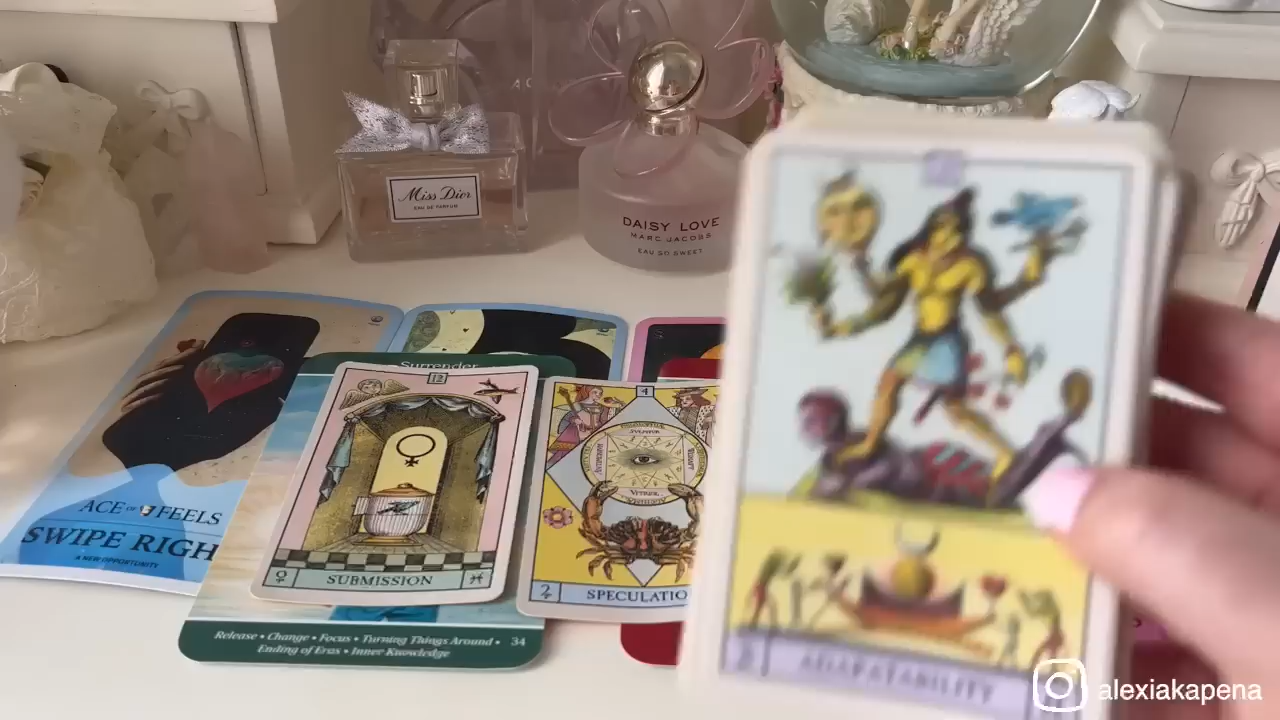 Miss Dior
EAU DE PARFUM
DAISY LOVE
MARC JACOBS
EAU SO SWEET
ACE OF FEELS
SWIPE RIGH
A NEW OPPORTUNITY
Surrender
12
SUBMISSION
Release • Change • Focus • Turning Things Around •
Ending of Eras • Inner Knowledge
34
4
SPECULATIO
ADAPATABILITY
alexiakapena